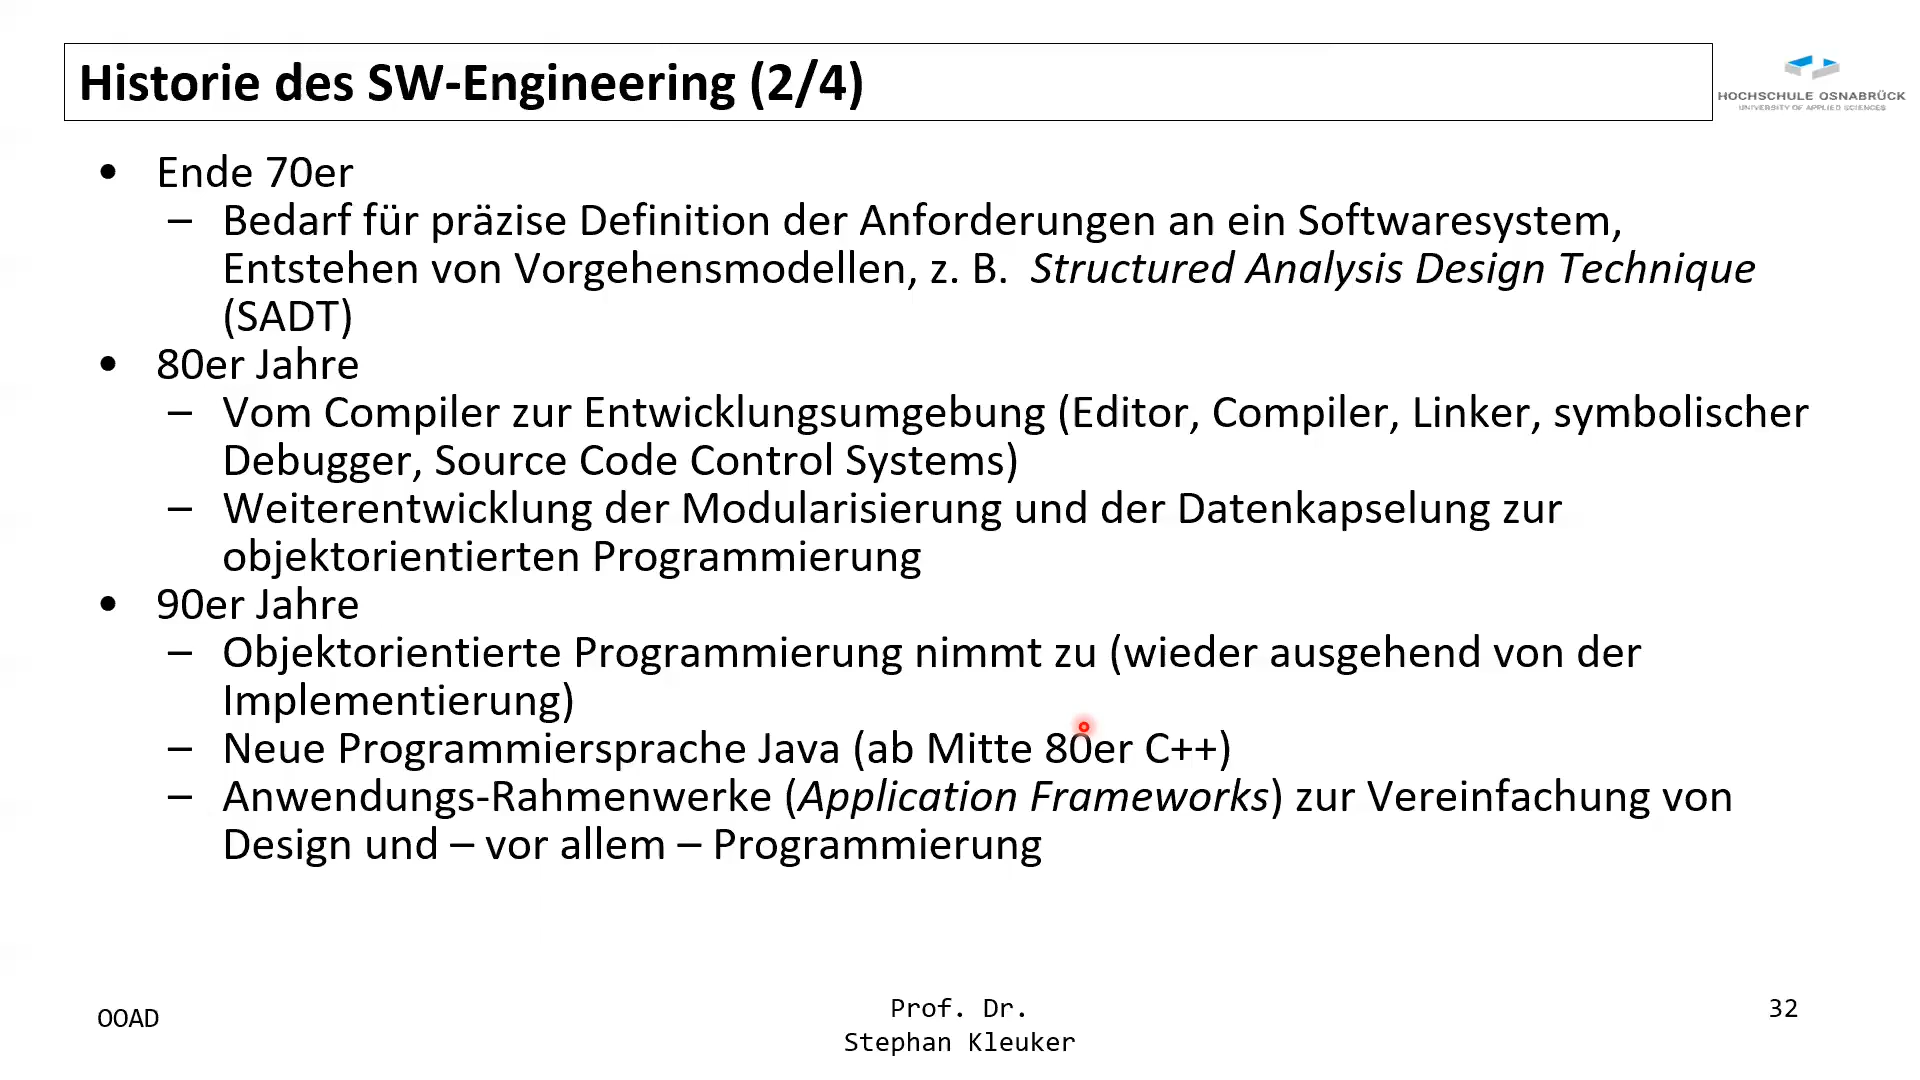 Historie des SW-Engineering (2/4)
HOCHSCHULE OSNABRÜCK
UNIVERSITY OF APPLIED SCIENCES
• Ende 70er
– Bedarf für präzise Definition der Anforderungen an ein Softwaresystem,
Entstehen von Vorgehensmodellen, z. B. Structured Analysis Design Technique
(SADT)
• 80er Jahre
– Vom Compiler zur Entwicklungsumgebung (Editor, Compiler, Linker, symbolischer
Debugger, Source Code Control Systems)
– Weiterentwicklung der Modularisierung und der Datenkapselung zur
objektorientierten Programmierung
• 90er Jahre
– Objektorientierte Programmierung nimmt zu (wieder ausgehend von der
Implementierung)
– Neue Programmiersprache Java (ab Mitte 80er C++)
– Anwendungs-Rahmenwerke (Application Frameworks) zur Vereinfachung von
Design und – vor allem – Programmierung
OOAD
Prof. Dr.
Stephan Kleuker
32